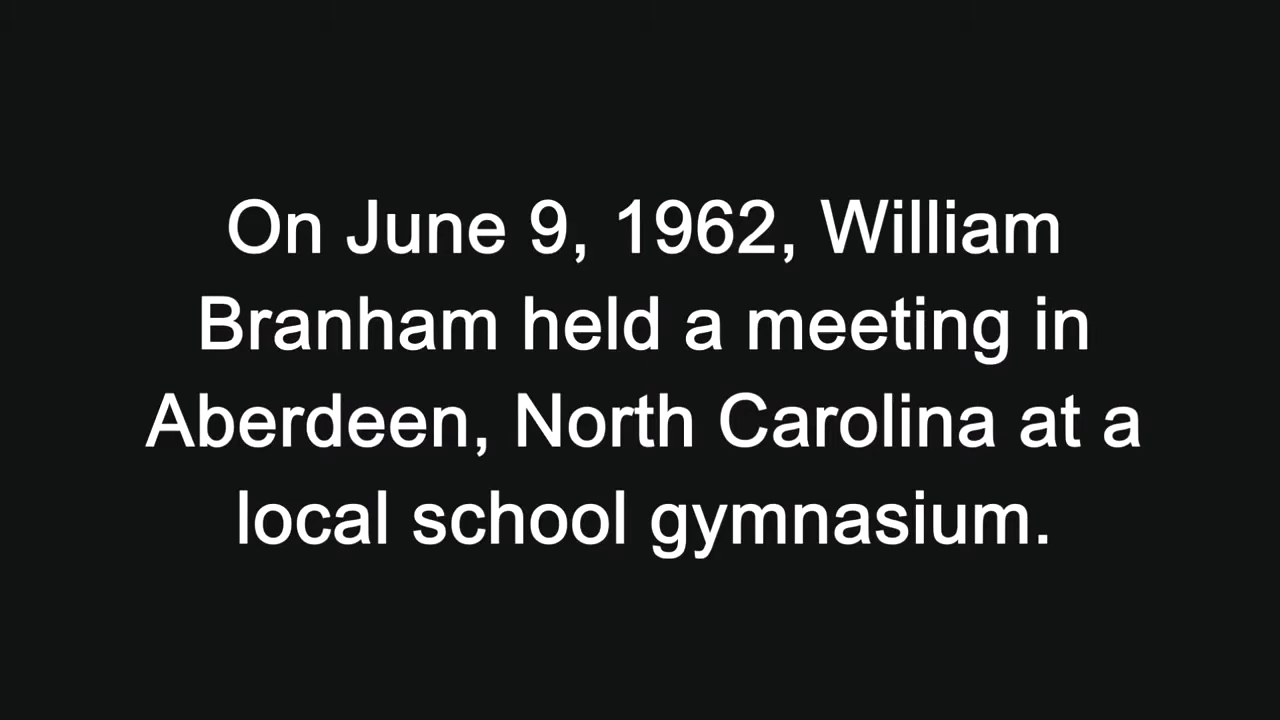 On June 9, 1962, William
Branham held a meeting in
Aberdeen, North Carolina at a
local school gymnasium.